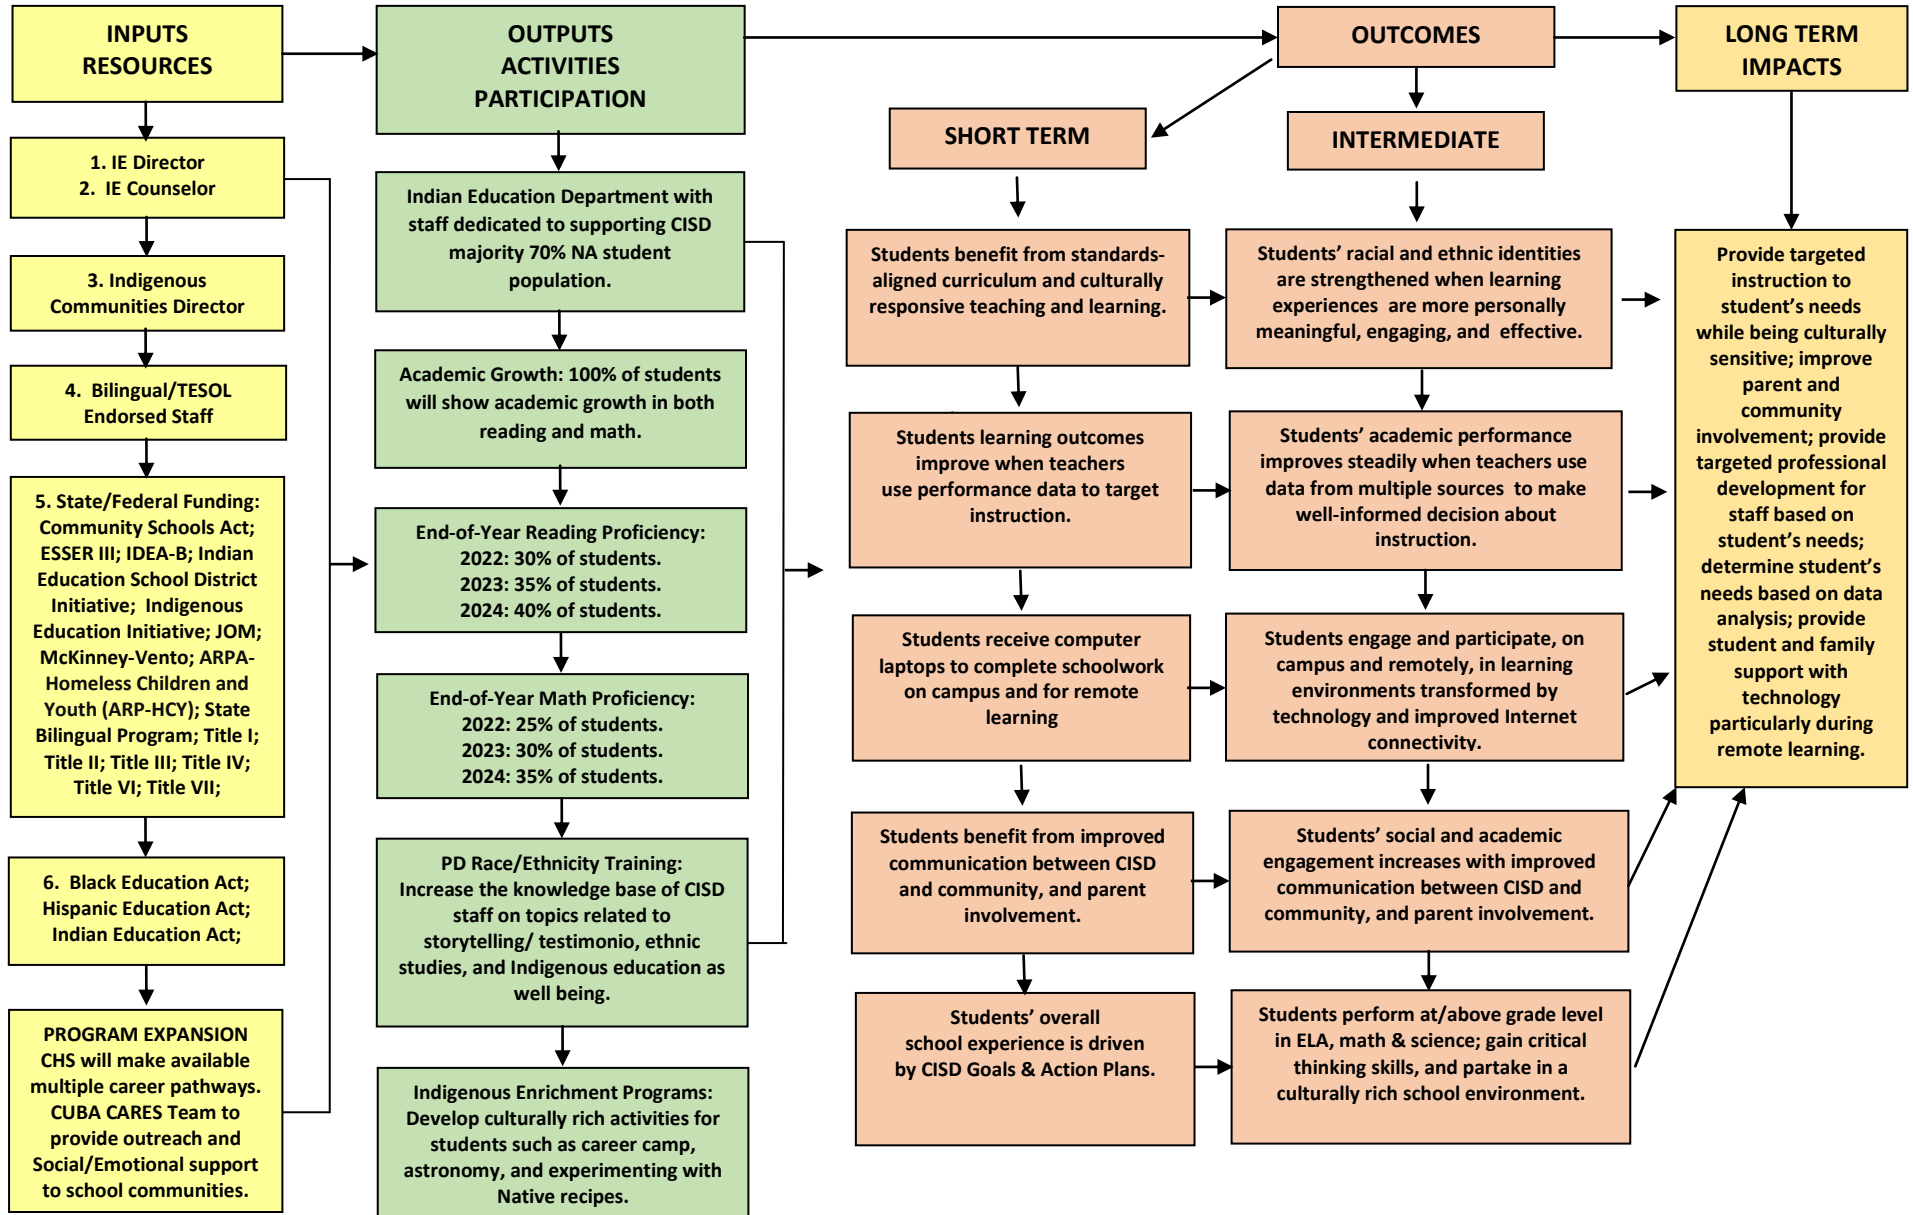 INPUTS
RESOURCES
1. IE Director
2. IE Counselor
3. Indigenous
Communities Director
4. Bilingual/TESOL
Endorsed Staff
5. State/Federal Funding:
Community Schools Act;
ESSER III; IDEA-B; Indian
Education School District
Initiative; Indigenous
Education Initiative; JOM;
McKinney-Vento; ARPA-
Homeless Children and
Youth (ARP-HCY); State
Bilingual Program; Title I;
Title II; Title III; Title IV;
Title VI; Title VII;
6. Black Education Act;
Hispanic Education Act;
Indian Education Act;
PROGRAM EXPANSION
CHS will make available
multiple career pathways.
CUBA CARES Team to
provide outreach and
Social/Emotional support
to school communities.
OUTPUTS
ACTIVITIES
PARTICIPATION
Indian Education Department with
staff dedicated to supporting CISD
majority 70% NA student
population.
Academic Growth: 100% of students
will show academic growth in both
reading and math.
End-of-Year Reading Proficiency:
2022: 30% of students.
2023: 35% of students.
2024: 40% of students.
End-of-Year Math Proficiency:
2022: 25% of students.
2023: 30% of students.
2024: 35% of students.
PD Race/Ethnicity Training:
Increase the knowledge base of CISD
staff on topics related to
storytelling/ testimonio, ethnic
studies, and Indigenous education as
well being.
Indigenous Enrichment Programs:
Develop culturally rich activities for
students such as career camp,
astronomy, and experimenting with
Native recipes.
OUTCOMES
SHORT TERM
Students benefit from standards-
aligned curriculum and culturally
responsive teaching and learning.
Students learning outcomes
improve when teachers
use performance data to target
instruction.
Students receive computer
laptops to complete schoolwork
on campus and for remote
learning
Students benefit from improved
communication between CISD
and community, and parent
involvement.
Students' overall
school experience is driven
by CISD Goals & Action Plans.
INTERMEDIATE
Students' racial and ethnic identities
are strengthened when learning
experiences are more personally
meaningful, engaging, and effective.
Students' academic performance
improves steadily when teachers use
data from multiple sources to make
well-informed decision about
instruction.
Students engage and participate, on
campus and remotely, in learning
environments transformed by
technology and improved Internet
connectivity.
Students' social and academic
engagement increases with improved
communication between CISD and
community, and parent involvement.
Students perform at/above grade level
in ELA, math & science; gain critical
thinking skills, and partake in a
culturally rich school environment.
LONG TERM
IMPACTS
Provide targeted
instruction to
student's needs
while being culturally
sensitive; improve
parent and
community
involvement; provide
targeted professional
development for
staff based on
student's needs;
determine student's
needs based on data
analysis; provide
student and family
support with
technology
particularly during
remote learning.